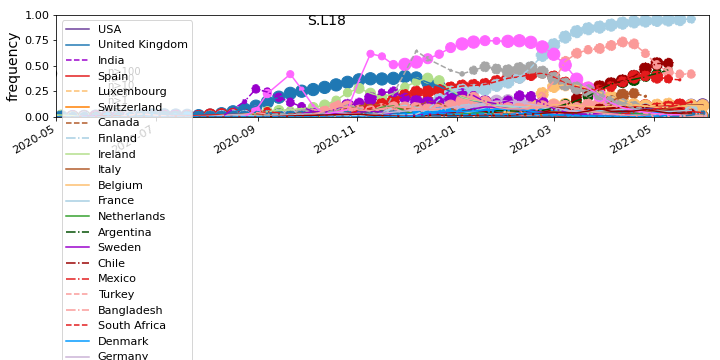 S.L18
frequency
1.00
0.75
0.50
0.25
0.00
2020-05
2020-07
2020-09
2020-11
2021-01
2021-03
2021-05
USA
United Kingdom
India
Spain
Luxembourg
Switzerland
Canada
Finland
Ireland
Italy
Belgium
France
Netherlands
Argentina
Sweden
Chile
Mexico
Turkey
Bangladesh
South Africa
Denmark
Germany